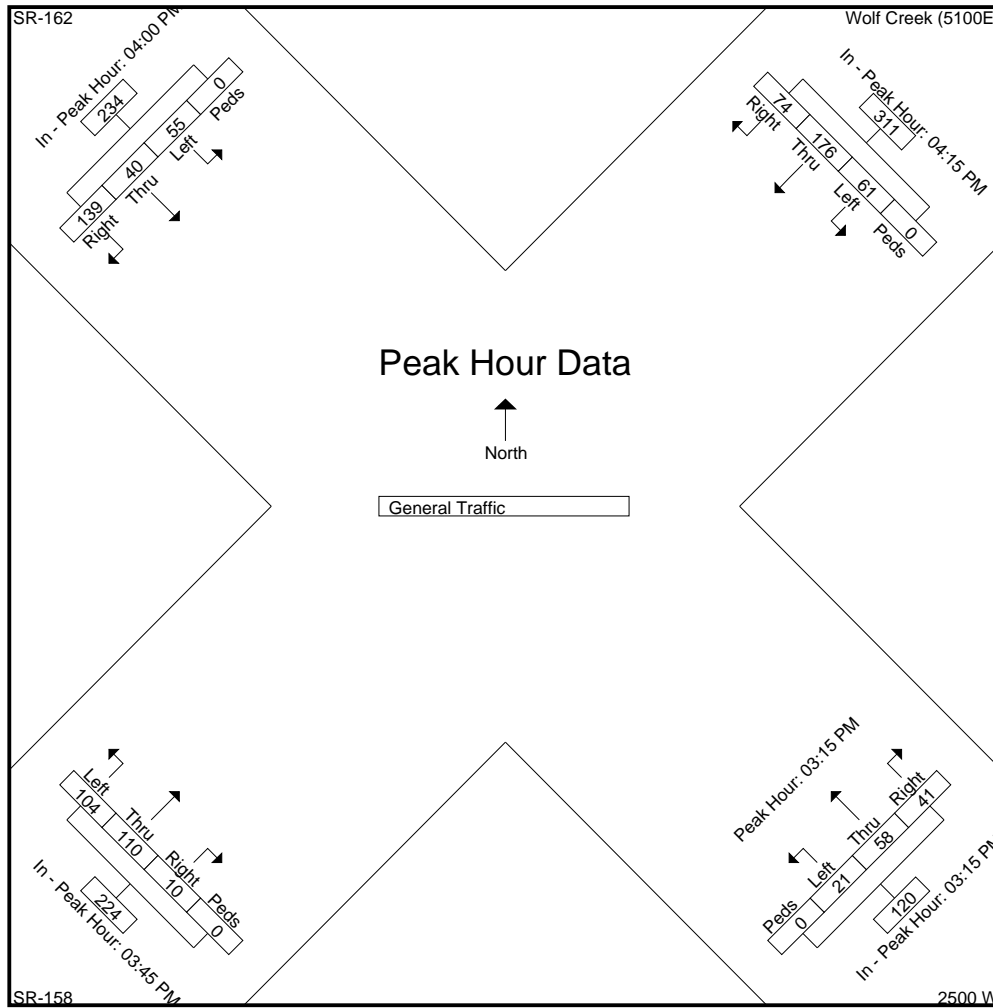 SR-162
Wolf Creek (5100E
In - Peak Hour: 04:00 PM
234
139 40 55 0
Right Thru Left Peds
In - Peak Hour: 04:15 PM
311
74 176 61 0
Right Thru Left Peds
Peak Hour Data
North
General Traffic
Left Thru Right Peds
104 110 10 0
224
In - Peak Hour: 03:45 PM
Peak Hour: 03:15 PM
Peds Left Thru Right
0 21 58 41
120
In - Peak Hour: 03:15 PM
SR-158
2500 W